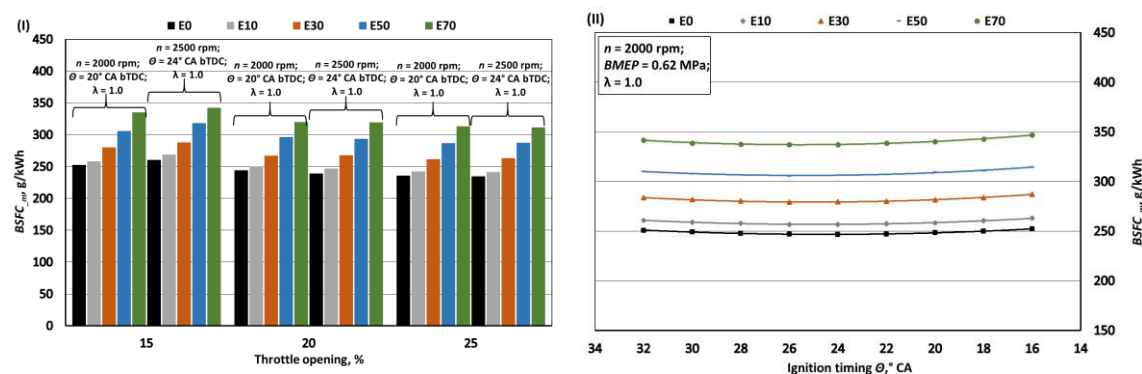 (I)
E0 E10 E30 E50 E70
450
400
350
300
250
200
150
100
50
0
BSFC_m, g/kWh
n = 2000 rpm;
Θ = 20° CA bTDC;
λ = 1.0
n = 2500 rpm;
Θ = 24° CA bTDC;
λ = 1.0
n = 2000 rpm;
Θ = 20° CA bTDC;
λ = 1.0
n = 2500 rpm;
Θ = 24° CA bTDC;
λ = 1.0
n = 2000 rpm;
Θ = 20° CA bTDC;
λ = 1.0
n = 2500 rpm;
Θ = 24° CA bTDC;
λ = 1.0
15 20 25
Throttle opening, %
(II)
E0 E10 E30 E50 E70
n = 2000 rpm;
BMEP = 0.62 MPa;
λ = 1.0
450
400
350
300
250
200
150
BSFC_m, g/kWh
34 32 30 28 26 24 22 20 18 16 14
Ignition timing Θ,° CA